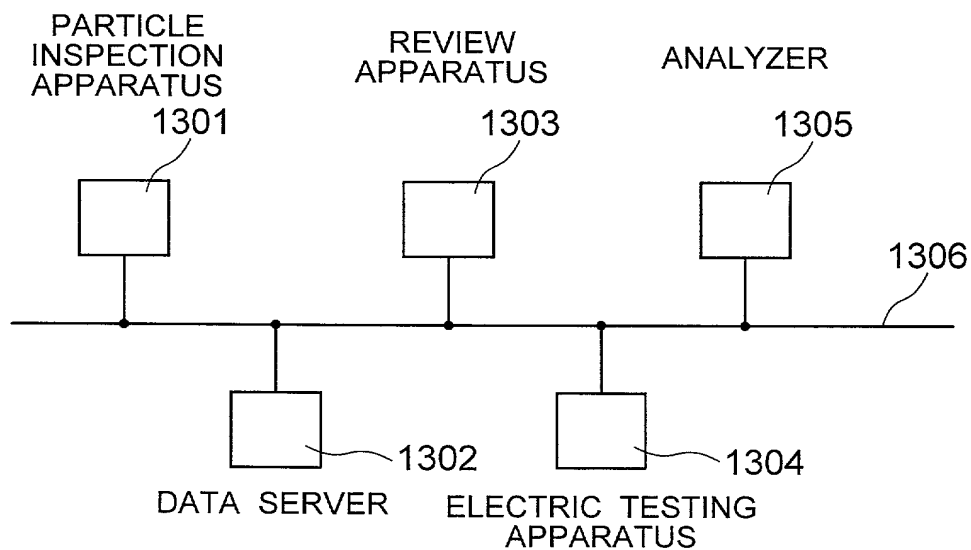 PARTICLE
INSPECTION
APPARATUS
1301
REVIEW
APPARATUS
1303
ANALYZER
1305
1306
1302
DATA SERVER
1304
ELECTRIC TESTING
APPARATUS